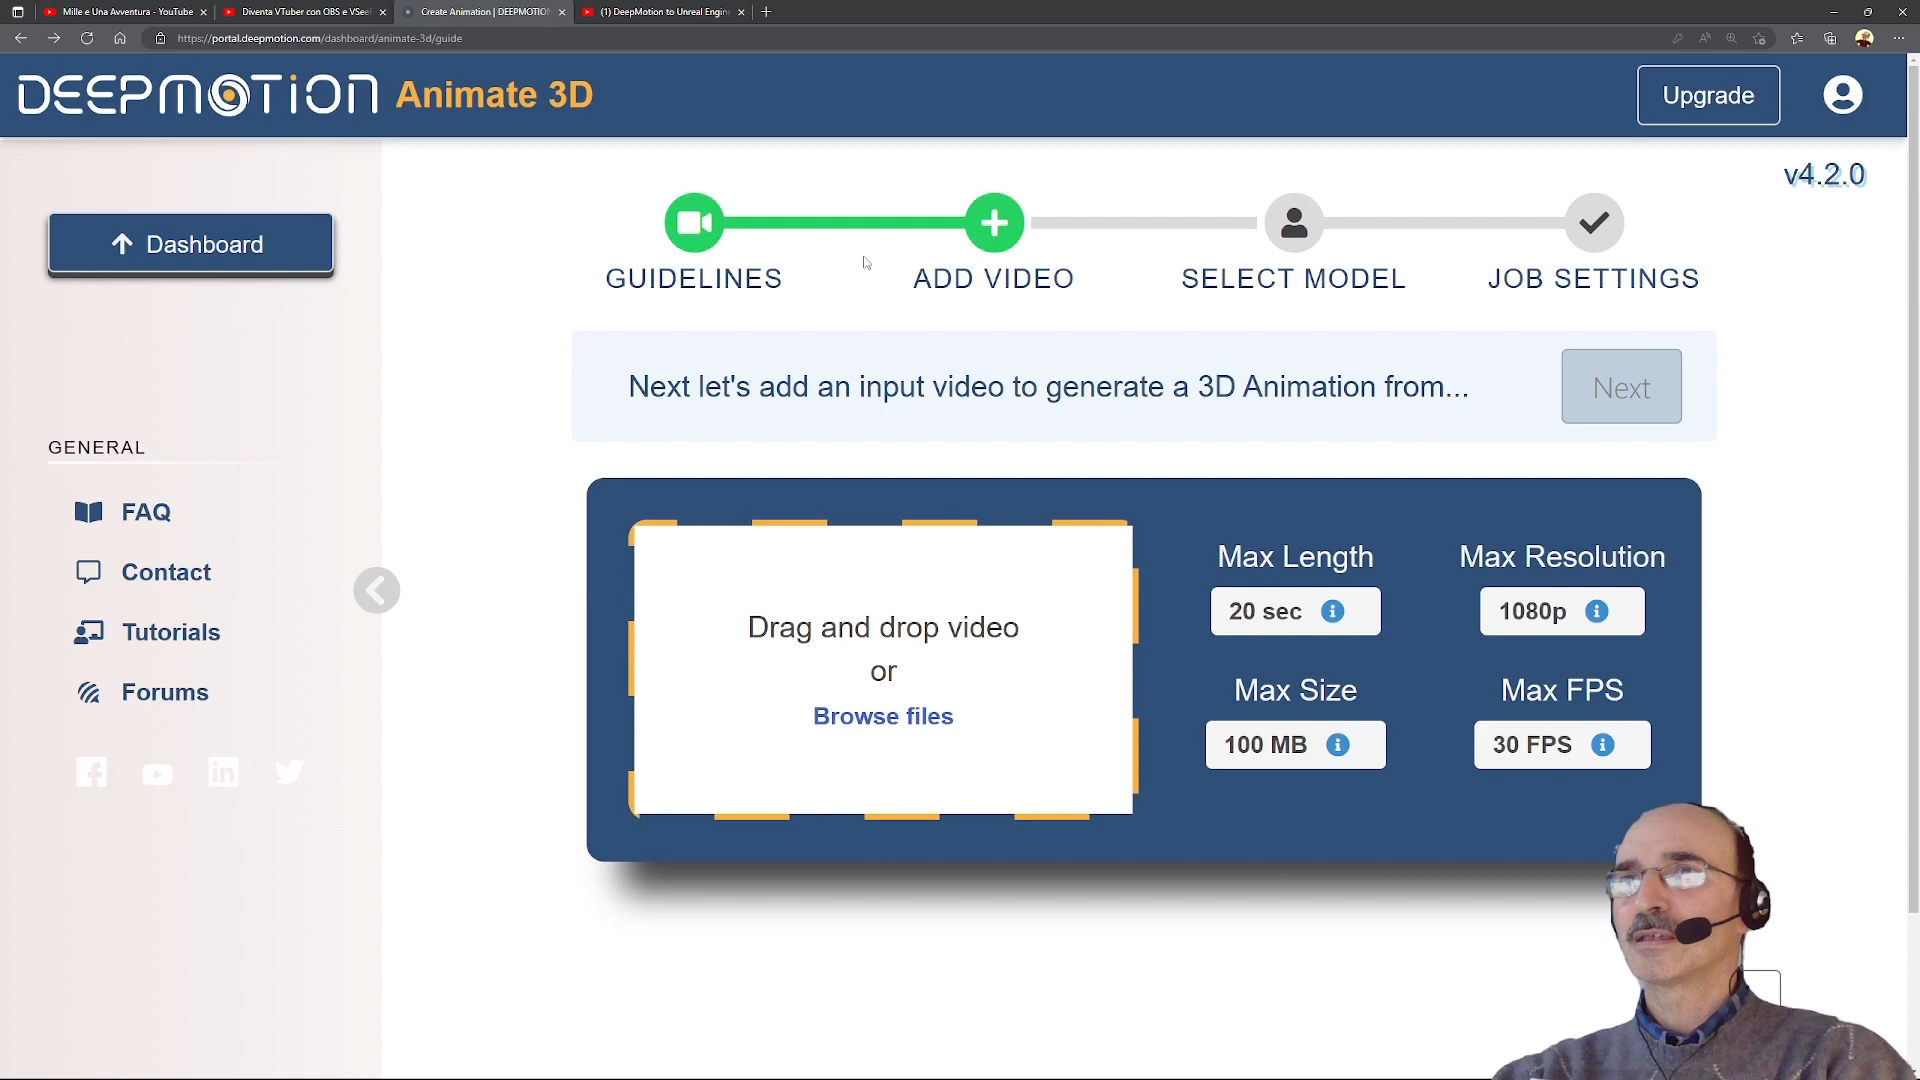 Mille e Una Avventura - YouTube
Diventa VTuber con OBS e VSeeF
Create Animation | DEEPMOTION
(1) DeepMotion to Unreal Engine
https://portal.deepmotion.com/dashboard/animate-3d/guide
DEEPMOTION Animate 3D
Upgrade
v4.2.0
Dashboard
GUIDELINES
ADD VIDEO
SELECT MODEL
JOB SETTINGS
Next let's add an input video to generate a 3D Animation from...
Next
GENERAL
FAQ
Contact
Tutorials
Forums
Drag and drop video
or
Browse files
Max Length
20 sec
Max Resolution
1080p
Max Size
100 MB
Max FPS
30 FPS